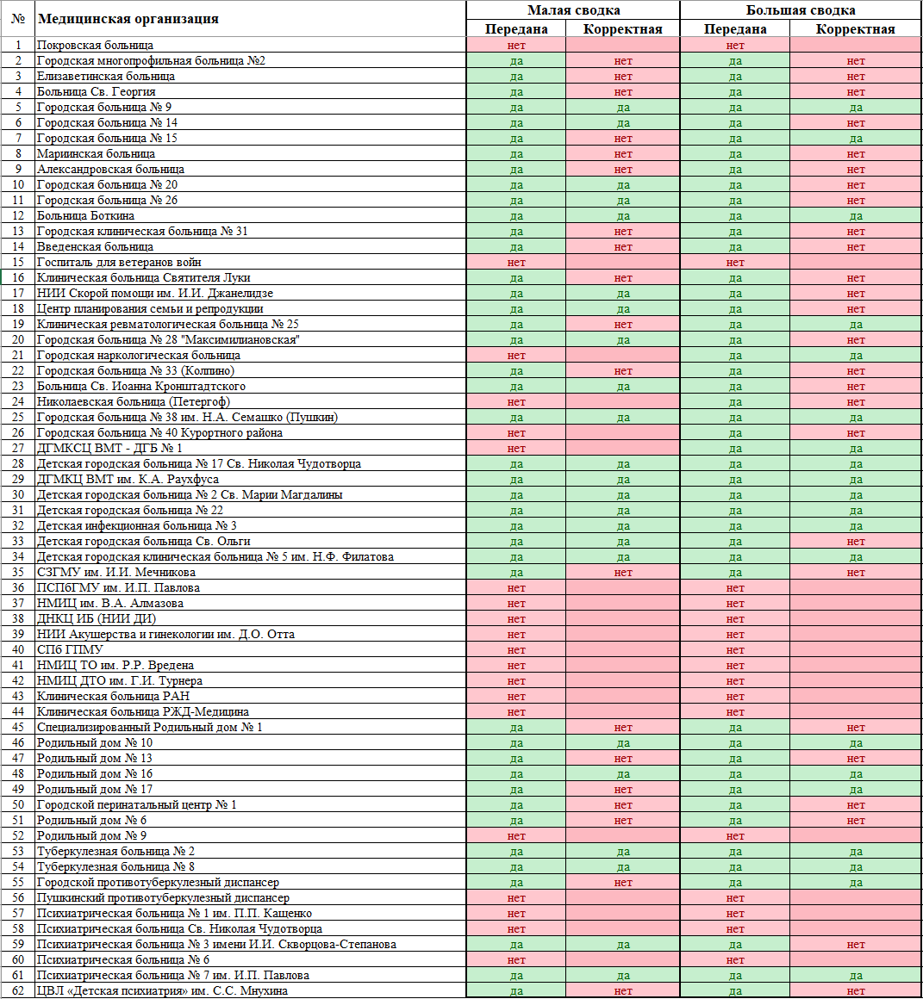 № Медицинская организация Малая сводка Большая сводка
Передана Корректная Передана Корректная
1 Покровская больница нет нет
2 Городская многопрофильная больница №2 да нет да нет
3 Елизаветинская больница да нет да нет
4 Больница Св. Георгия да нет да нет
5 Городская больница № 9 да да да да
6 Городская больница № 14 да да да нет
7 Городская больница № 15 да нет да да
8 Мариинская больница да нет да нет
9 Александровская больница да нет да нет
10 Городская больница № 20 да да да нет
11 Городская больница № 26 да да да нет
12 Больница Боткина да да да да
13 Городская клиническая больница № 31 да нет да нет
14 Введенская больница да нет да нет
15 Госпиталь для ветеранов войн нет нет
16 Клиническая больница Святителя Луки да нет да нет
17 НИИ Скорой помощи им. И.И. Джанелидзе да да да нет
18 Центр планирования семьи и репродукции да да да нет
19 Клиническая ревматологическая больница № 25 да нет да да
20 Городская больница № 28 "Максимилиановская" да да да нет
21 Городская наркологическая больница нет да да
22 Городская больница № 33 (Колпино) да нет да нет
23 Больница Св. Иоанна Кронштадтского да да да нет
24 Николаевская больница (Петергоф) нет да нет
25 Городская больница № 38 им. Н.А. Семашко (Пушкин) да да да да
26 Городская больница № 40 Курортного района нет да нет
27 ДГМКСЦ ВМТ - ДГБ № 1 нет да да
28 Детская городская больница № 17 Св. Николая Чудотворца да да да да
29 ДГМКЦ ВМТ им. К.А. Раухфуса да да да да
30 Детская городская больница № 2 Св. Марии Магдалины да да да да
31 Детская городская больница № 22 да да да да
32 Детская инфекционная больница № 3 да да да да
33 Детская городская больница Св. Ольги да да да нет
34 Детская городская клиническая больница № 5 им. Н.Ф. Филатова да да да да
35 СЗГМУ им. И.И. Мечникова да нет да нет
36 ПСПбГМУ им. И.П. Павлова нет нет
37 НМИЦ им. В.А. Алмазова нет нет
38 ДНКЦ ИБ (НИИ ДИ) нет нет
39 НИИ Акушерства и гинекологии им. Д.О. Отта нет нет
40 СПб ГПМУ нет нет
41 НМИЦ ТО им. Р.Р. Вредена нет нет
42 НМИЦ ДТО им. Г.И. Турнера нет нет
43 Клиническая больница РАН нет нет
44 Клиническая больница РЖД-Медицина нет нет
45 Специализированный Родильный дом № 1 да нет да нет
46 Родильный дом № 10 да да да да
47 Родильный дом № 13 да нет да нет
48 Родильный дом № 16 да да да да
49 Родильный дом № 17 да нет да да
50 Городской перинатальный центр № 1 да нет да нет
51 Родильный дом № 6 да нет да нет
52 Родильный дом № 9 нет нет
53 Туберкулезная больница № 2 да да да да
54 Туберкулезная больница № 8 да да да да
55 Городской противотуберкулезный диспансер да нет да да
56 Пушкинский противотуберкулезный диспансер нет нет
57 Психиатрическая больница № 1 им. П.П. Кащенко нет нет
58 Психиатрическая больница Св. Николая Чудотворца нет нет
59 Психиатрическая больница № 3 имени И.И. Скворцова-Степанова да да да нет
60 Психиатрическая больница № 6 нет нет
61 Психиатрическая больница № 7 им. И.П. Павлова да да да да
62 ЦВЛ «Детская психиатрия» им. С.С. Мнухина да нет да нет